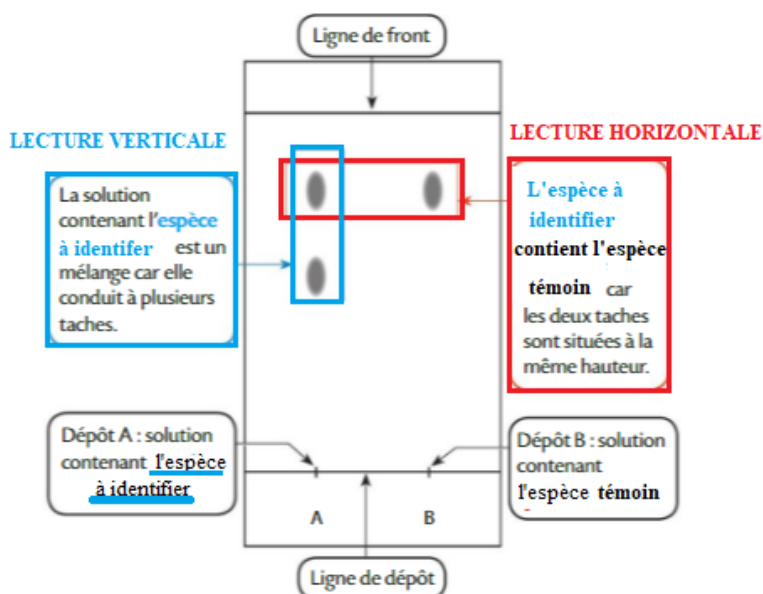 Ligne de front
LECTURE VERTICALE
LECTURE HORIZONTALE
La solution
contenant l'espèce
à identifer est un
mélange car elle
conduit à plusieurs
taches.
L'espèce à
identifier
contient l'espèce
témoin car
les deux taches
sont situées à la
même hauteur.
Dépôt A : solution
contenant l'espèce
à identifier
Dépôt B : solution
contenant
l'espèce témoin
A
B
Ligne de dépôt